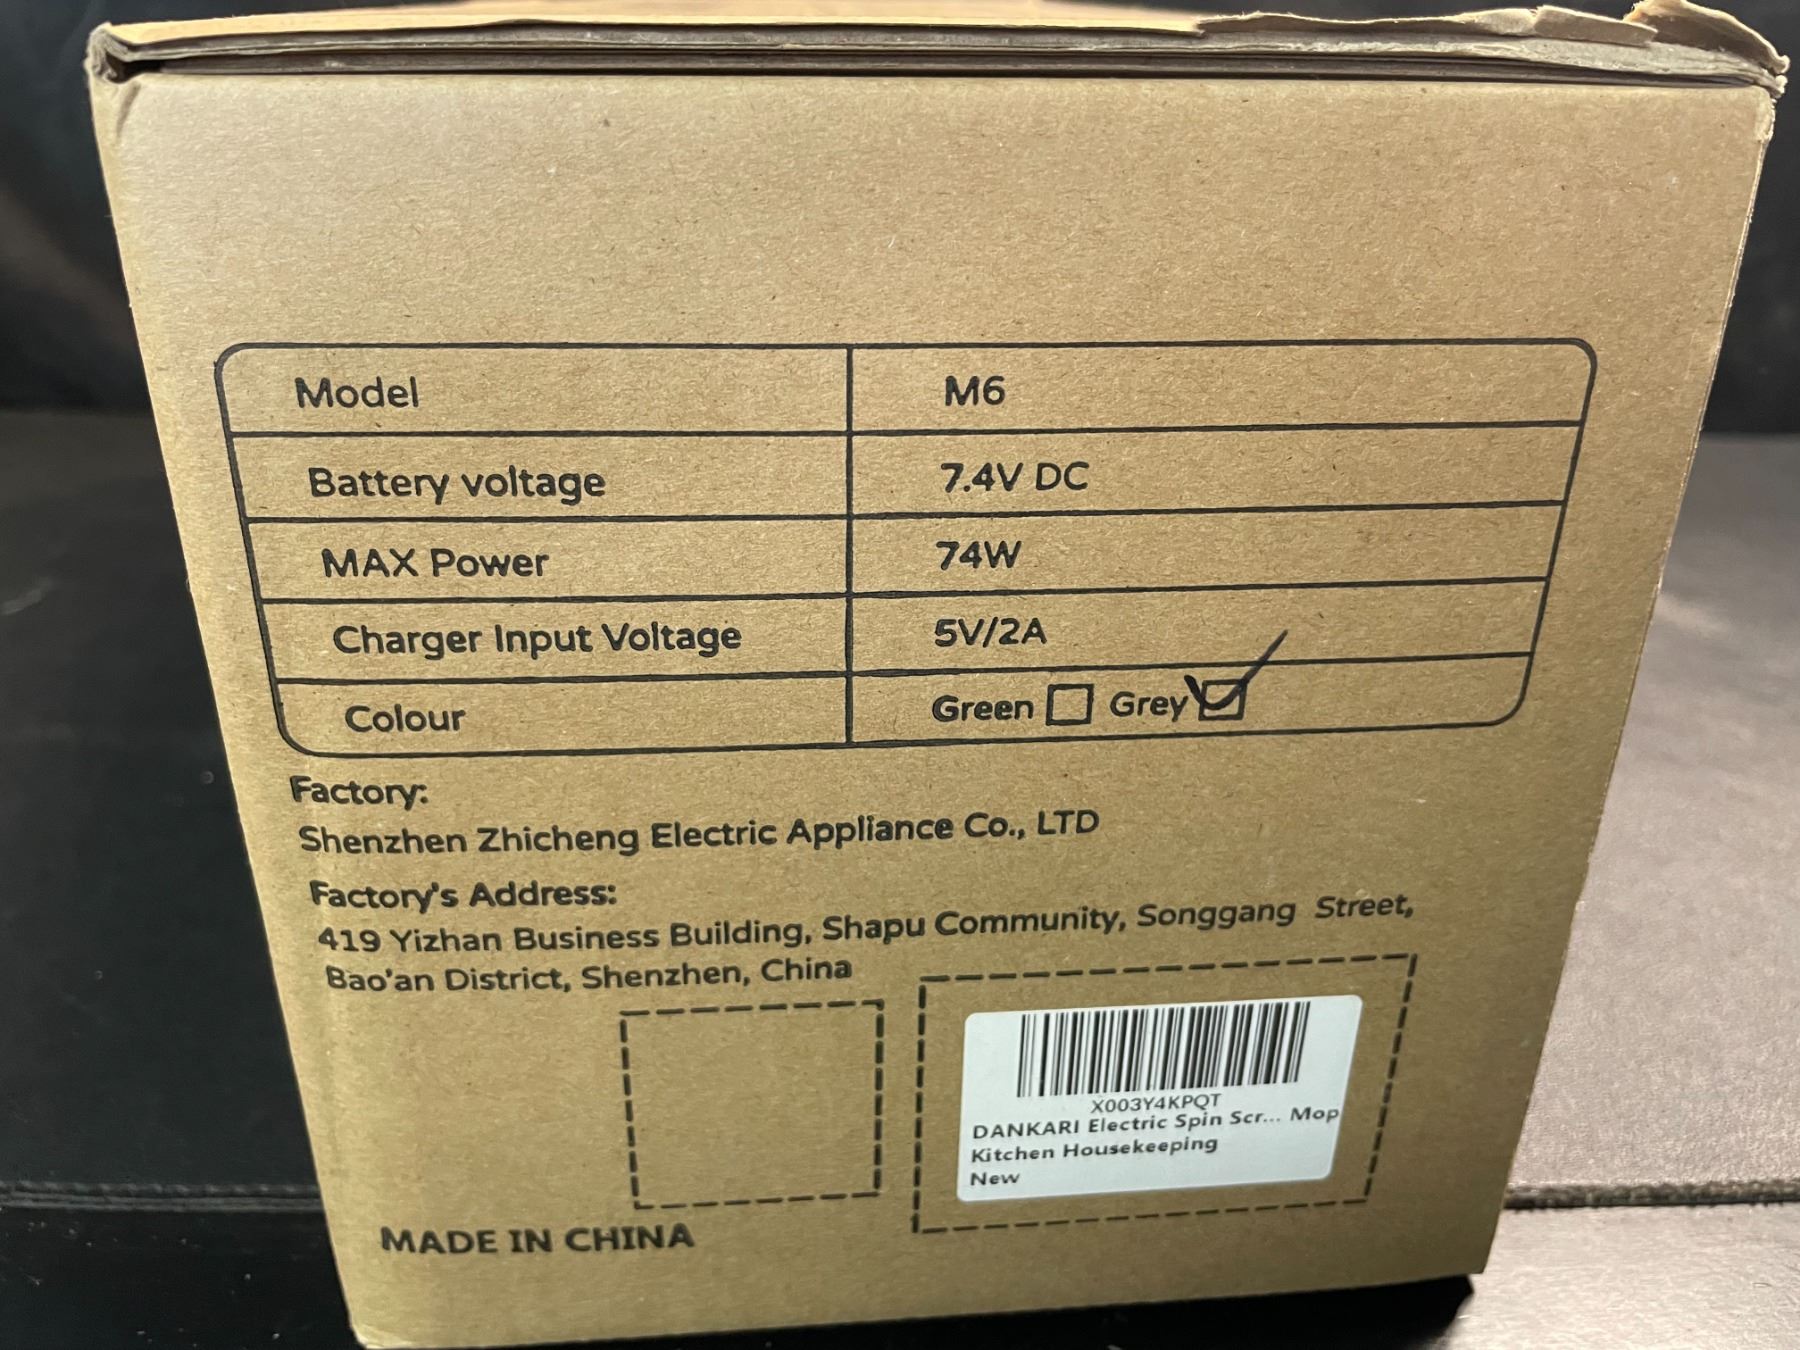 Model M6
Battery voltage 7.4V DC
MAX Power 74W
Charger Input Voltage 5V/2A
Colour Green Grey
Factory:
Shenzhen Zhicheng Electric Appliance Co., LTD
Factory's Address:
419 Yizhan Business Building, Shapu Community, Songgang Street,
Bao'an District, Shenzhen, China
X003Y4KPQT
DANKARI Electric Spin Scr... Mop
Kitchen Housekeeping
New
MADE IN CHINA